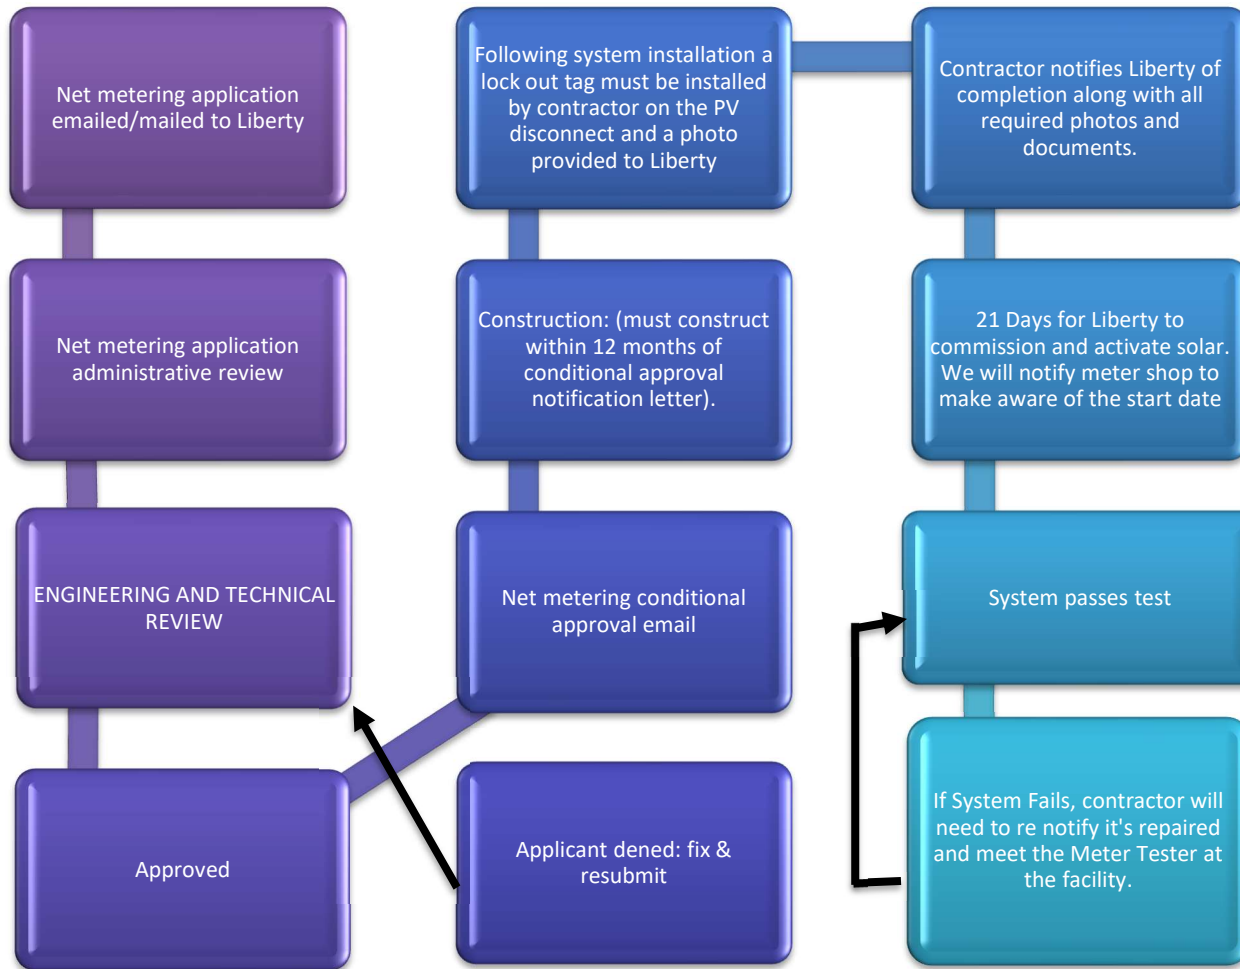 Net metering application
emailed/mailed to Liberty
Net metering application
administrative review
ENGINEERING AND TECHNICAL
REVIEW
Approved
Applicant dened: fix &
resubmit
Net metering conditional
approval email
Construction: (must construct
within 12 months of
conditional approval
notification letter).
Following system installation a
lock out tag must be installed
by contractor on the PV
disconnect and a photo
provided to Liberty
Contractor notifies Liberty of
completion along with all
required photos and
documents.
21 Days for Liberty to
commission and activate solar.
We will notify meter shop to
make aware of the start date
System passes test
If System Fails, contractor will
need to re notify it's repaired
and meet the Meter Tester at
the facility.